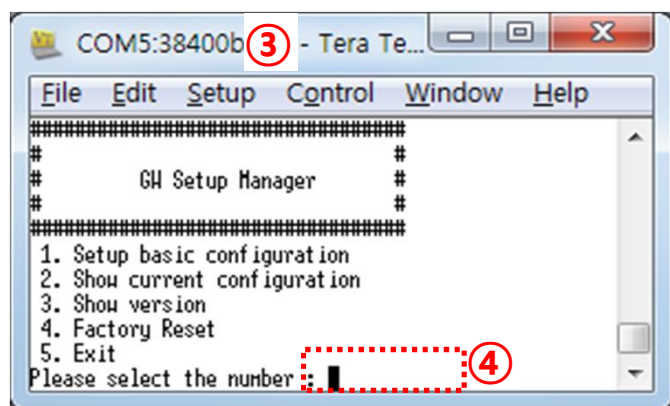 COM5:38400b ③ - Tera Te...
File Edit Setup Control Window Help
##################################
#                                #
#         GW Setup Manager       #
#                                #
##################################
1. Setup basic configuration
2. Show current configuration
3. Show version
4. Factory Reset
5. Exit
Please select the number : ④